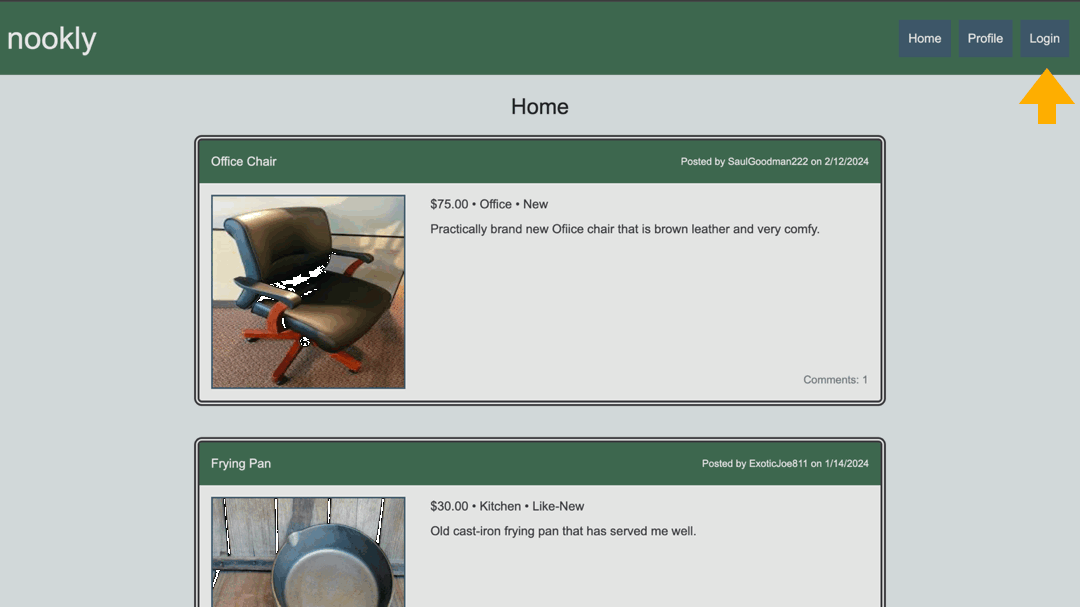 nookly
Home
Profile
Login
Home
Office Chair
Posted by SaulGoodman222 on 2/12/2024
$75.00 • Office • New
Practically brand new Ofiice chair that is brown leather and very comfy.
Comments: 1
Frying Pan
Posted by ExoticJoe811 on 1/14/2024
$30.00 • Kitchen • Like-New
Old cast-iron frying pan that has served me well.